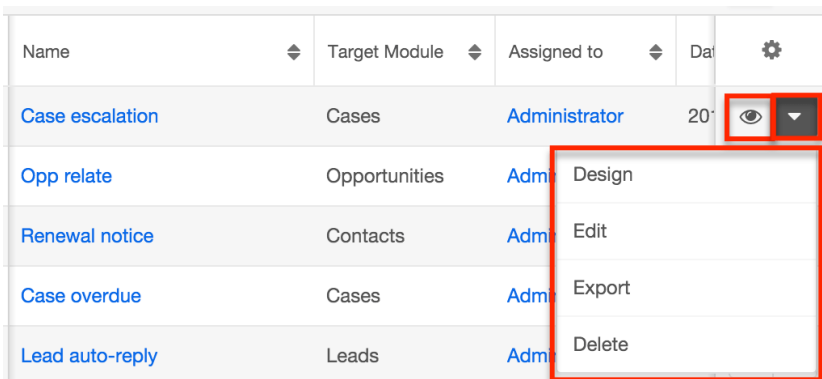 Name Target Module Assigned to Dat
Case escalation Cases Administrator 201
Opp relate Opportunities Admi Design
Renewal notice Contacts Admi Edit
Case overdue Cases Admi Export
Lead auto-reply Leads Admi Delete